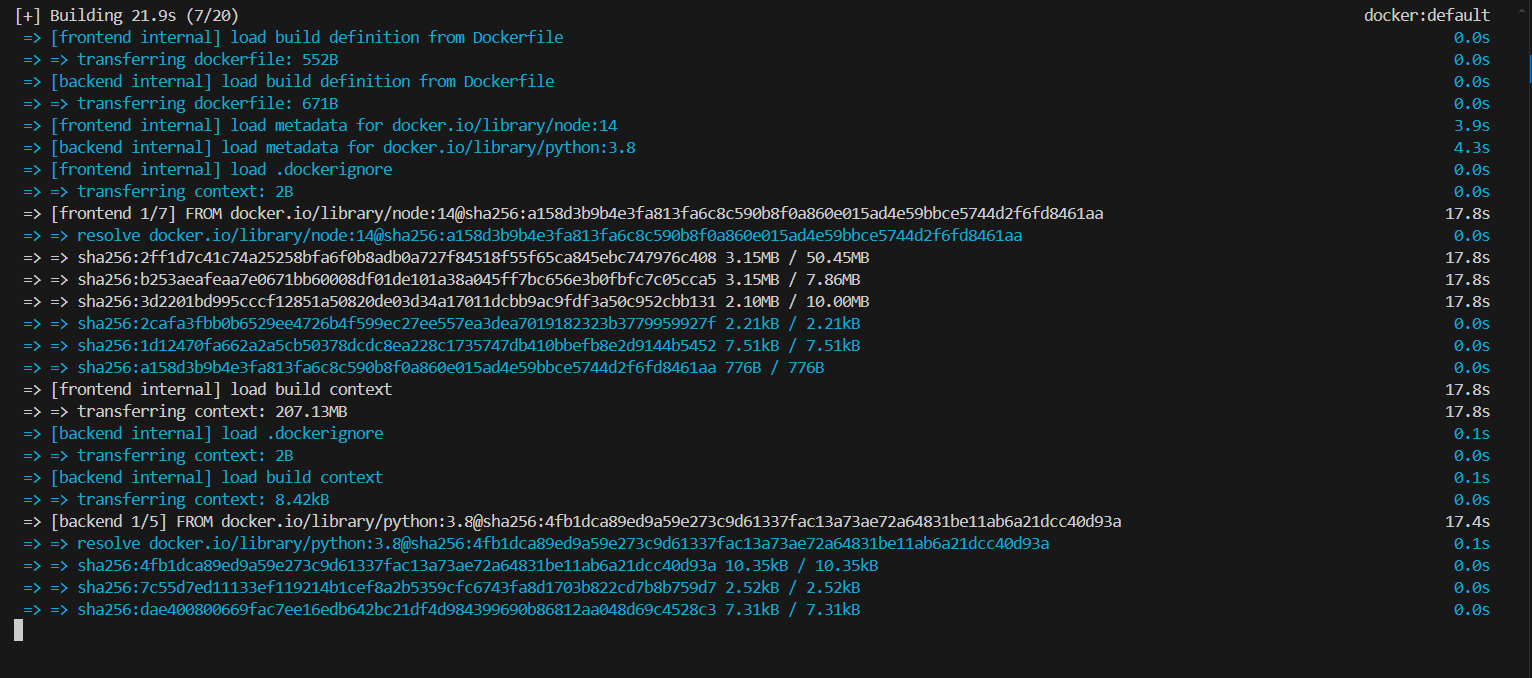 [+] Building 21.9s (7/20) docker:default
=> [frontend internal] load build definition from Dockerfile 0.0s
=> => transferring dockerfile: 552B 0.0s
=> [backend internal] load build definition from Dockerfile 0.0s
=> => transferring dockerfile: 671B 0.0s
=> [frontend internal] load metadata for docker.io/library/node:14 3.9s
=> [backend internal] load metadata for docker.io/library/python:3.8 4.3s
=> [frontend internal] load .dockerignore 0.0s
=> => transferring context: 2B 0.0s
=> [frontend 1/7] FROM docker.io/library/node:14@sha256:a158d3b9b4e3fa813fa6c8c590b8f0a860e015ad4e59bbce5744d2f6fd8461aa 17.8s
=> => resolve docker.io/library/node:14@sha256:a158d3b9b4e3fa813fa6c8c590b8f0a860e015ad4e59bbce5744d2f6fd8461aa 0.0s
=> => sha256:2ff1d7c41c74a25258bfa6f0b8adb0a727f84518f55f65ca845ebc747976c408 3.15MB / 50.45MB 17.8s
=> => sha256:b253aeafeaa7e0671bb60008df01de101a38a045ff7bc656e3b0fbfc7c05cca5 3.15MB / 7.86MB 17.8s
=> => sha256:3d2201bd995cccf12851a50820de03d34a17011dcbb9ac9fdf3a50c952cbb131 2.10MB / 10.00MB 17.8s
=> => sha256:2cafa3fbb0b6529ee4726b4f599ec27ee557ea3dea7019182323b3779959927f 2.21kB / 2.21kB 0.0s
=> => sha256:1d12470fa662a2a5cb50378dcdc8ea228c1735747db410bbefb8e2d9144b5452 7.51kB / 7.51kB 0.0s
=> => sha256:a158d3b9b4e3fa813fa6c8c590b8f0a860e015ad4e59bbce5744d2f6fd8461aa 776B / 776B 0.0s
=> [frontend internal] load build context 17.8s
=> => transferring context: 207.13MB 17.8s
=> [backend internal] load .dockerignore 0.1s
=> => transferring context: 2B 0.0s
=> [backend internal] load build context 0.1s
=> => transferring context: 8.42kB 0.0s
=> [backend 1/5] FROM docker.io/library/python:3.8@sha256:4fb1dca89ed9a59e273c9d61337fac13a73ae72a64831be11ab6a21dcc40d93a 17.4s
=> => resolve docker.io/library/python:3.8@sha256:4fb1dca89ed9a59e273c9d61337fac13a73ae72a64831be11ab6a21dcc40d93a 0.1s
=> => sha256:4fb1dca89ed9a59e273c9d61337fac13a73ae72a64831be11ab6a21dcc40d93a 10.35kB / 10.35kB 0.0s
=> => sha256:7c55d7ed11133ef119214b1cef8a2b5359cfc6743fa8d1703b822cd7b8b759d7 2.52kB / 2.52kB 0.0s
=> => sha256:dae400800669fac7ee16edb642bc21df4d984399690b86812aa048d69c4528c3 7.31kB / 7.31kB 0.0s